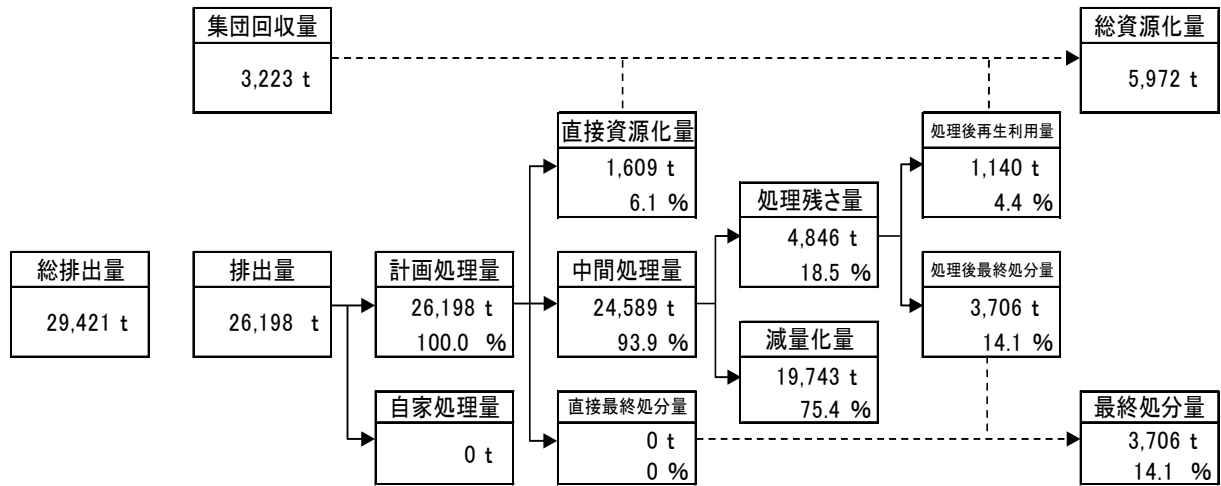 集団回収量
3,223 t
総資源化量
5,972 t
直接資源化量
1,609 t
6.1 %
処理後再生利用量
1,140 t
4.4 %
処理残さ量
4,846 t
18.5 %
総排出量
29,421 t
排出量
26,198 t
計画処理量
26,198 t
100.0 %
中間処理量
24,589 t
93.9 %
処理後最終処分量
3,706 t
14.1 %
減量化量
19,743 t
75.4 %
自家処理量
0 t
直接最終処分量
0 t
0 %
最終処分量
3,706 t
14.1 %